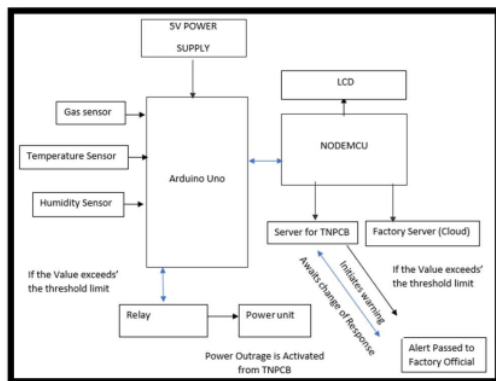 5V POWER
SUPPLY
LCD
Gas sensor
NODEMCU
Temperature Sensor
Arduino Uno
Humidity Sensor
Server for TNPCB
Factory Server (Cloud)
If the Value exceeds'
the threshold limit
Initiates warning
Awaits change of Response
If the Value exceeds'
the threshold limit
Relay
Power unit
Power Outrage is Activated
from TNPCB
Alert Passed to
Factory Official